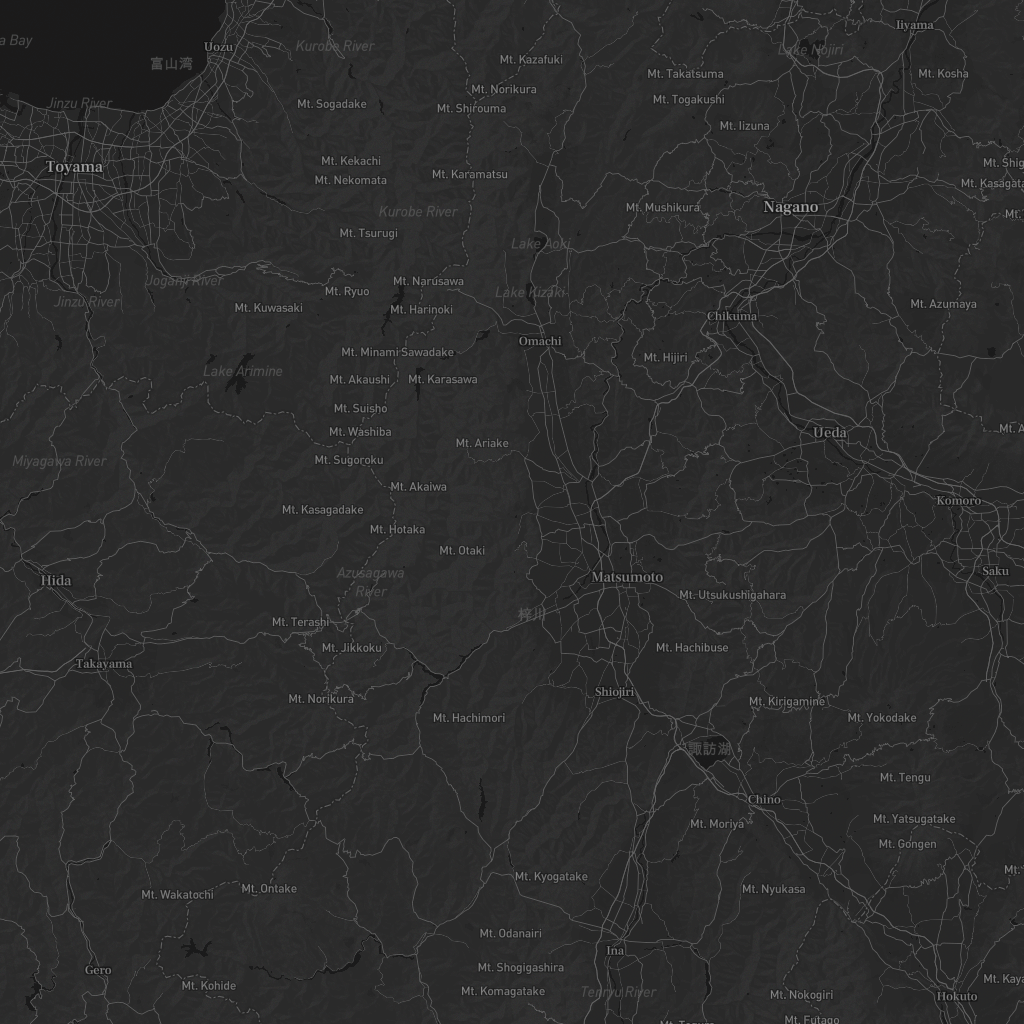 Iiyama
a Bay
Uozu
Kurobe River
Lake Nojiri
Mt. Kazafuki
富山湾
Mt. Takatsuma
Mt. Kosha
Mt. Norikura
Jinzu River
Mt. Sogadake
Mt. Shirouma
Mt. Togakushi
Mt. Iizuna
Toyama
Mt. Kekachi
Mt. Shig
Mt. Nekomata
Mt. Karamatsu
Mt. Kasagata
Kurobe River
Mt. Mushikura
Nagano
Mt.
Mt. Tsurugi
Lake Aoki
Joganji River
Mt. Narusawa
Mt. Ryuo
Lake Kizaki
Jinzu River
Mt. Kuwasaki
Mt. Harinoki
Mt. Azumaya
Chikuma
Omachi
Mt. Minami Sawadake
Mt. Hijiri
Lake Arimine
Mt. Akaushi
Mt. Karasawa
Mt. Suisho
Mt. Washiba
Ueda
Mt. A
Mt. Ariake
Miyagawa River
Mt. Sugoroku
Mt. Akaiwa
Komoro
Mt. Kasagadake
Mt. Hotaka
Mt. Otaki
Azusagawa
River
Saku
Hida
Matsumoto
Mt. Utsukushigahara
梓川
Mt. Terashi
Mt. Jikkoku
Mt. Hachibuse
Takayama
Mt. Norikura
Shiojiri
Mt. Kirigamine
Mt. Hachimori
Mt. Yokodake
諏訪湖
Mt. Tengu
Chino
Mt. Moriya
Mt. Yatsugatake
Mt. Gongen
Mt.
Mt. Kyogatake
Mt. Wakatochi
Mt. Ontake
Mt. Nyukasa
Mt. Odanairi
Ina
Gero
Mt. Shogigashira
Mt. Kaya
Mt. Kohide
Mt. Komagatake
Tenryu River
Mt. Nokogiri
Hokuto
Mt. Futago